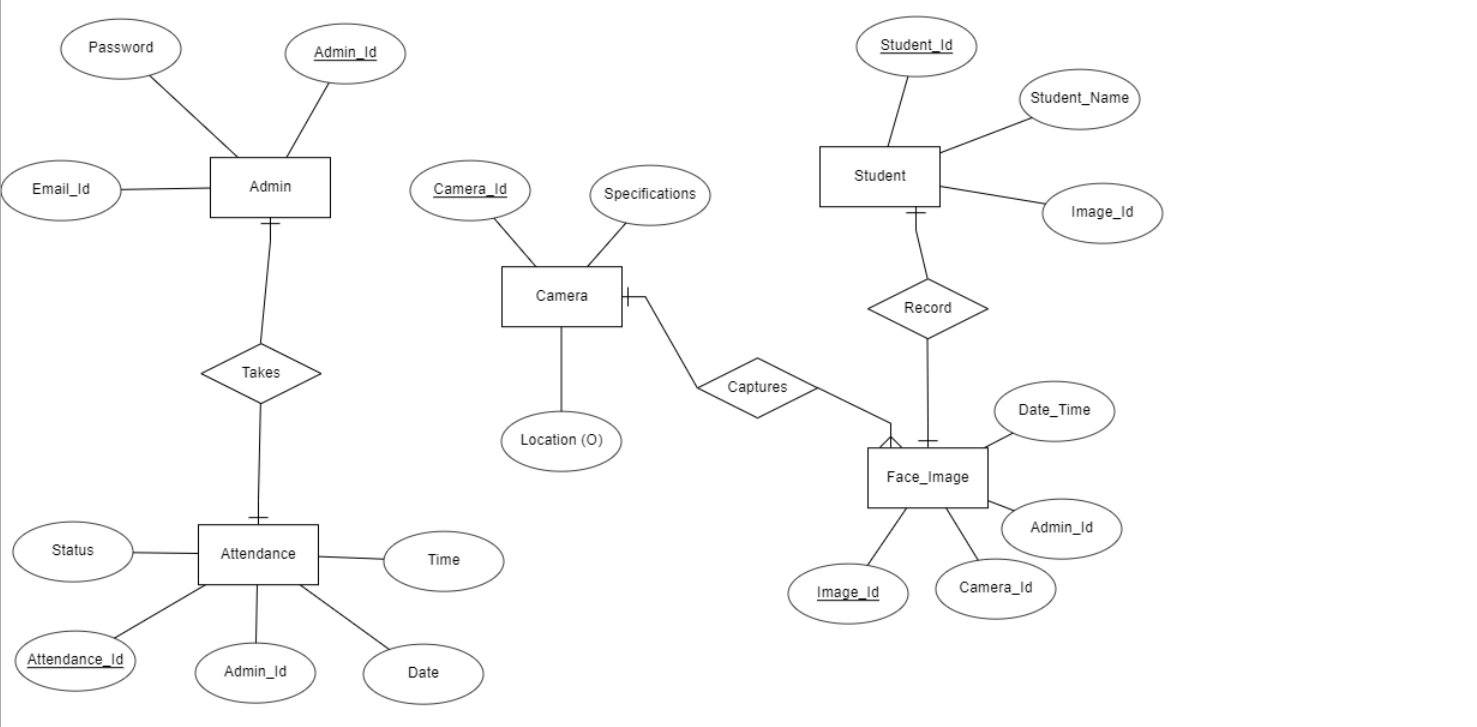 Password
Admin_Id
Email_Id
Admin
Takes
Attendance
Status
Time
Attendance_Id
Admin_Id
Date
Camera_Id
Specifications
Camera
Location (O)
Captures
Student_Id
Student_Name
Student
Image_Id
Record
Date_Time
Face_Image
Admin_Id
Image_Id
Camera_Id